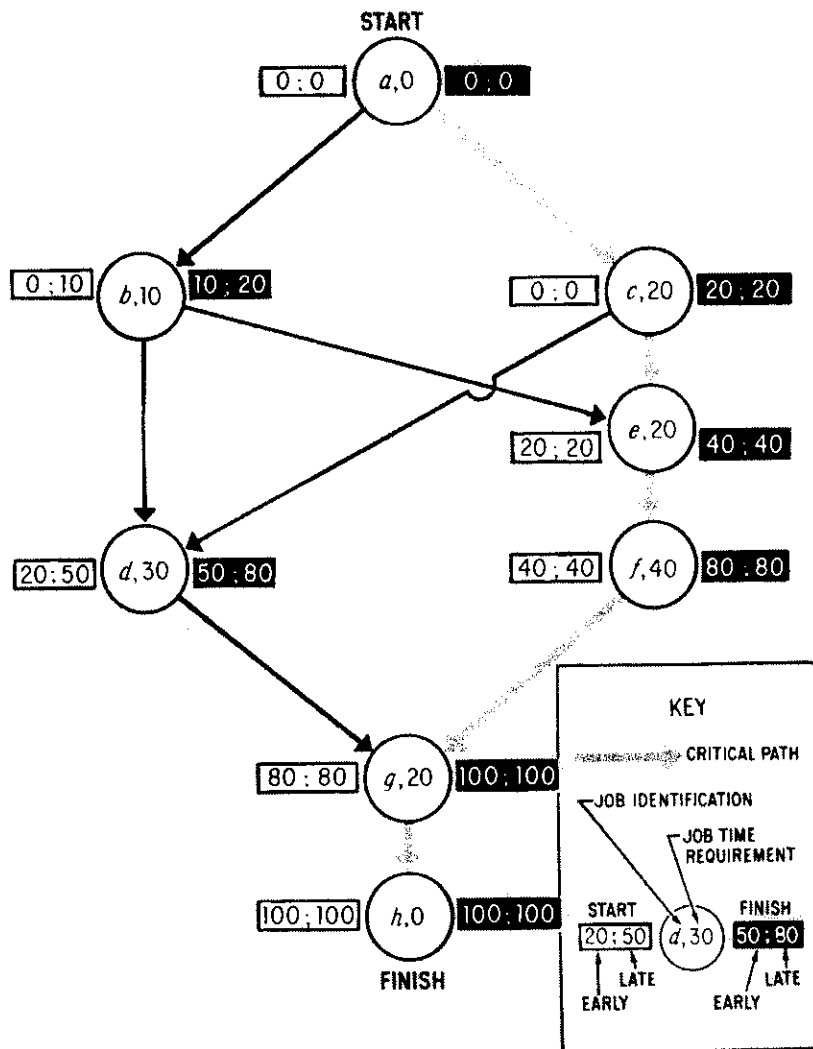 START
0 ; 0 a,0 0 ; 0
0 ; 10 b,10 10 ; 20
0 ; 0 c,20 20 ; 20
20 ; 20 e,20 40 ; 40
20 ; 50 d,30 50 ; 80
40 ; 40 f,40 80 ; 80
80 ; 80 g,20 100 ; 100
100 ; 100 h,0 100 ; 100
FINISH
KEY
CRITICAL PATH
JOB IDENTIFICATION
JOB TIME
REQUIREMENT
START
FINISH
20 ; 50 d,30 50 ; 80
LATE
EARLY
LATE
EARLY